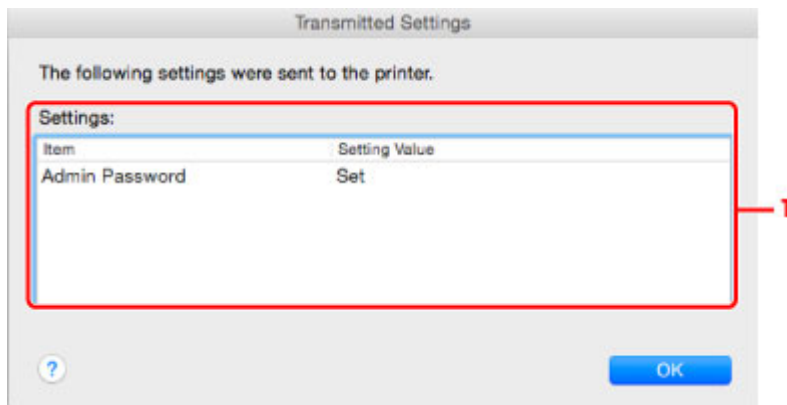 Transmitted Settings
The following settings were sent to the printer.
Settings:
Item Setting Value
Admin Password Set
1
?
OK